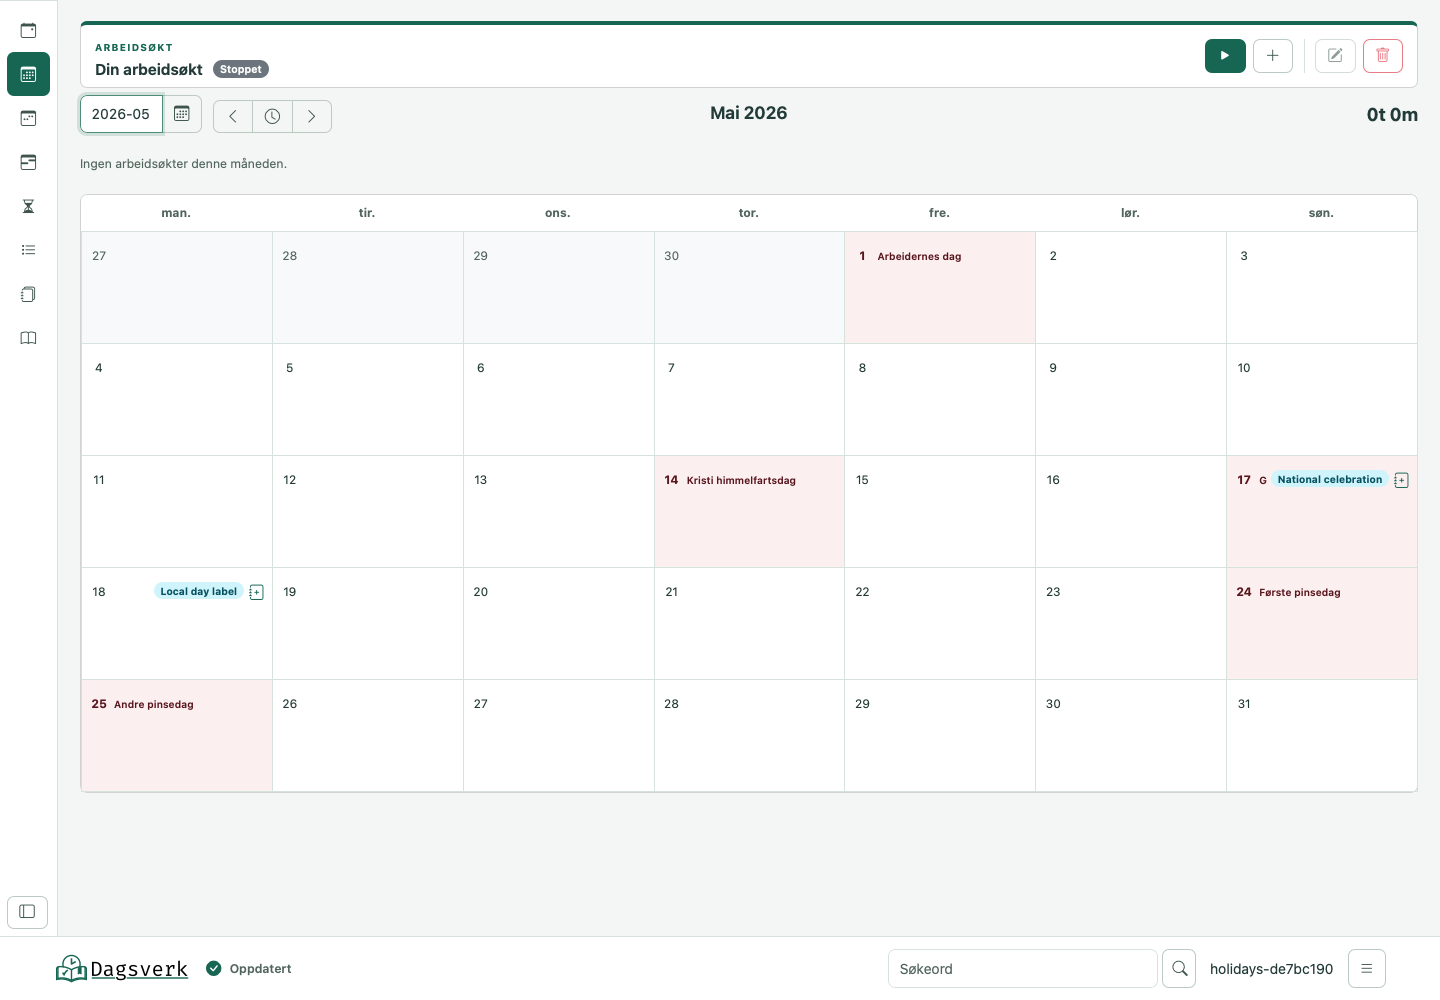 ARBEIDSØKT
Din arbeidsøkt Stoppet
2026-05
Mai 2026
0t 0m
Ingen arbeidsøkter denne måneden.
man. tir. ons. tor. fre. lør. søn.
27 28 29 30 1 Arbeidernes dag 2 3
4 5 6 7 8 9 10
11 12 13 14 Kristi himmelfartsdag 15 16 17 G National celebration
18 Local day label 19 20 21 22 23 24 Første pinsedag
25 Andre pinsedag 26 27 28 29 30 31
Dagsverk Oppdatert Søkeord holidays-de7bc190